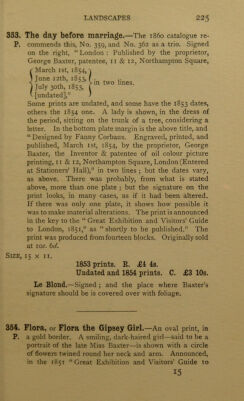 LANDSCAPES 225
353. The day before marriage.—The 1860 catalogue re-
P. commends this, No. 359, and No. 362 as a trio. Signed
on the right, "London: Published by the proprietor,
George Baxter, patentee, 11 & 12, Northampton Square,
March 1st, 1854,
June 12th, 1853,
July 30th, 1853,
[undated],"
in two lines.
Some prints are undated, and some have the 1853 dates,
others the 1854 one. A lady is shown, in the dress of
the period, sitting on the trunk of a tree, considering a
letter. In the bottom plate margin is the above title, and
"Designed by Fanny Corbaux. Engraved, printed, and
published, March 1st, 1854, by the proprietor, George
Baxter, the Inventor & patentee of oil colour picture
printing, 11 & 12, Northampton Square, London (Entered
at Stationers' Hall)," in two lines; but the dates vary,
as above. There was probably, from what is stated
above, more than one plate; but the signature on the
print looks, in many cases, as if it had been altered.
If there was only one plate, it shows how possible it
was to make material alterations. The print is announced
in the key to the "Great Exhibition and Visitors' Guide
to London, 1851," as "shortly to be published." The
print was produced from fourteen blocks. Originally sold
at 10r. 6d.
SIZE, 15 × 11.
1853 prints. R. £4 4s.
Undated and 1854 prints. C. £3 10s.
Le Blond.—Signed; and the place where Baxter's
signature should be is covered over with foliage.
354. Flora, or Flora the Gipsey Girl.—An oval print, in
P. a gold border. A smiling, dark-haired girl—said to be a
portrait of the late Miss Baxter—is shown with a circle
of flowers twined round her neck and arm. Announced,
in the 1851 "Great Exhibition and Visitors' Guide to
15